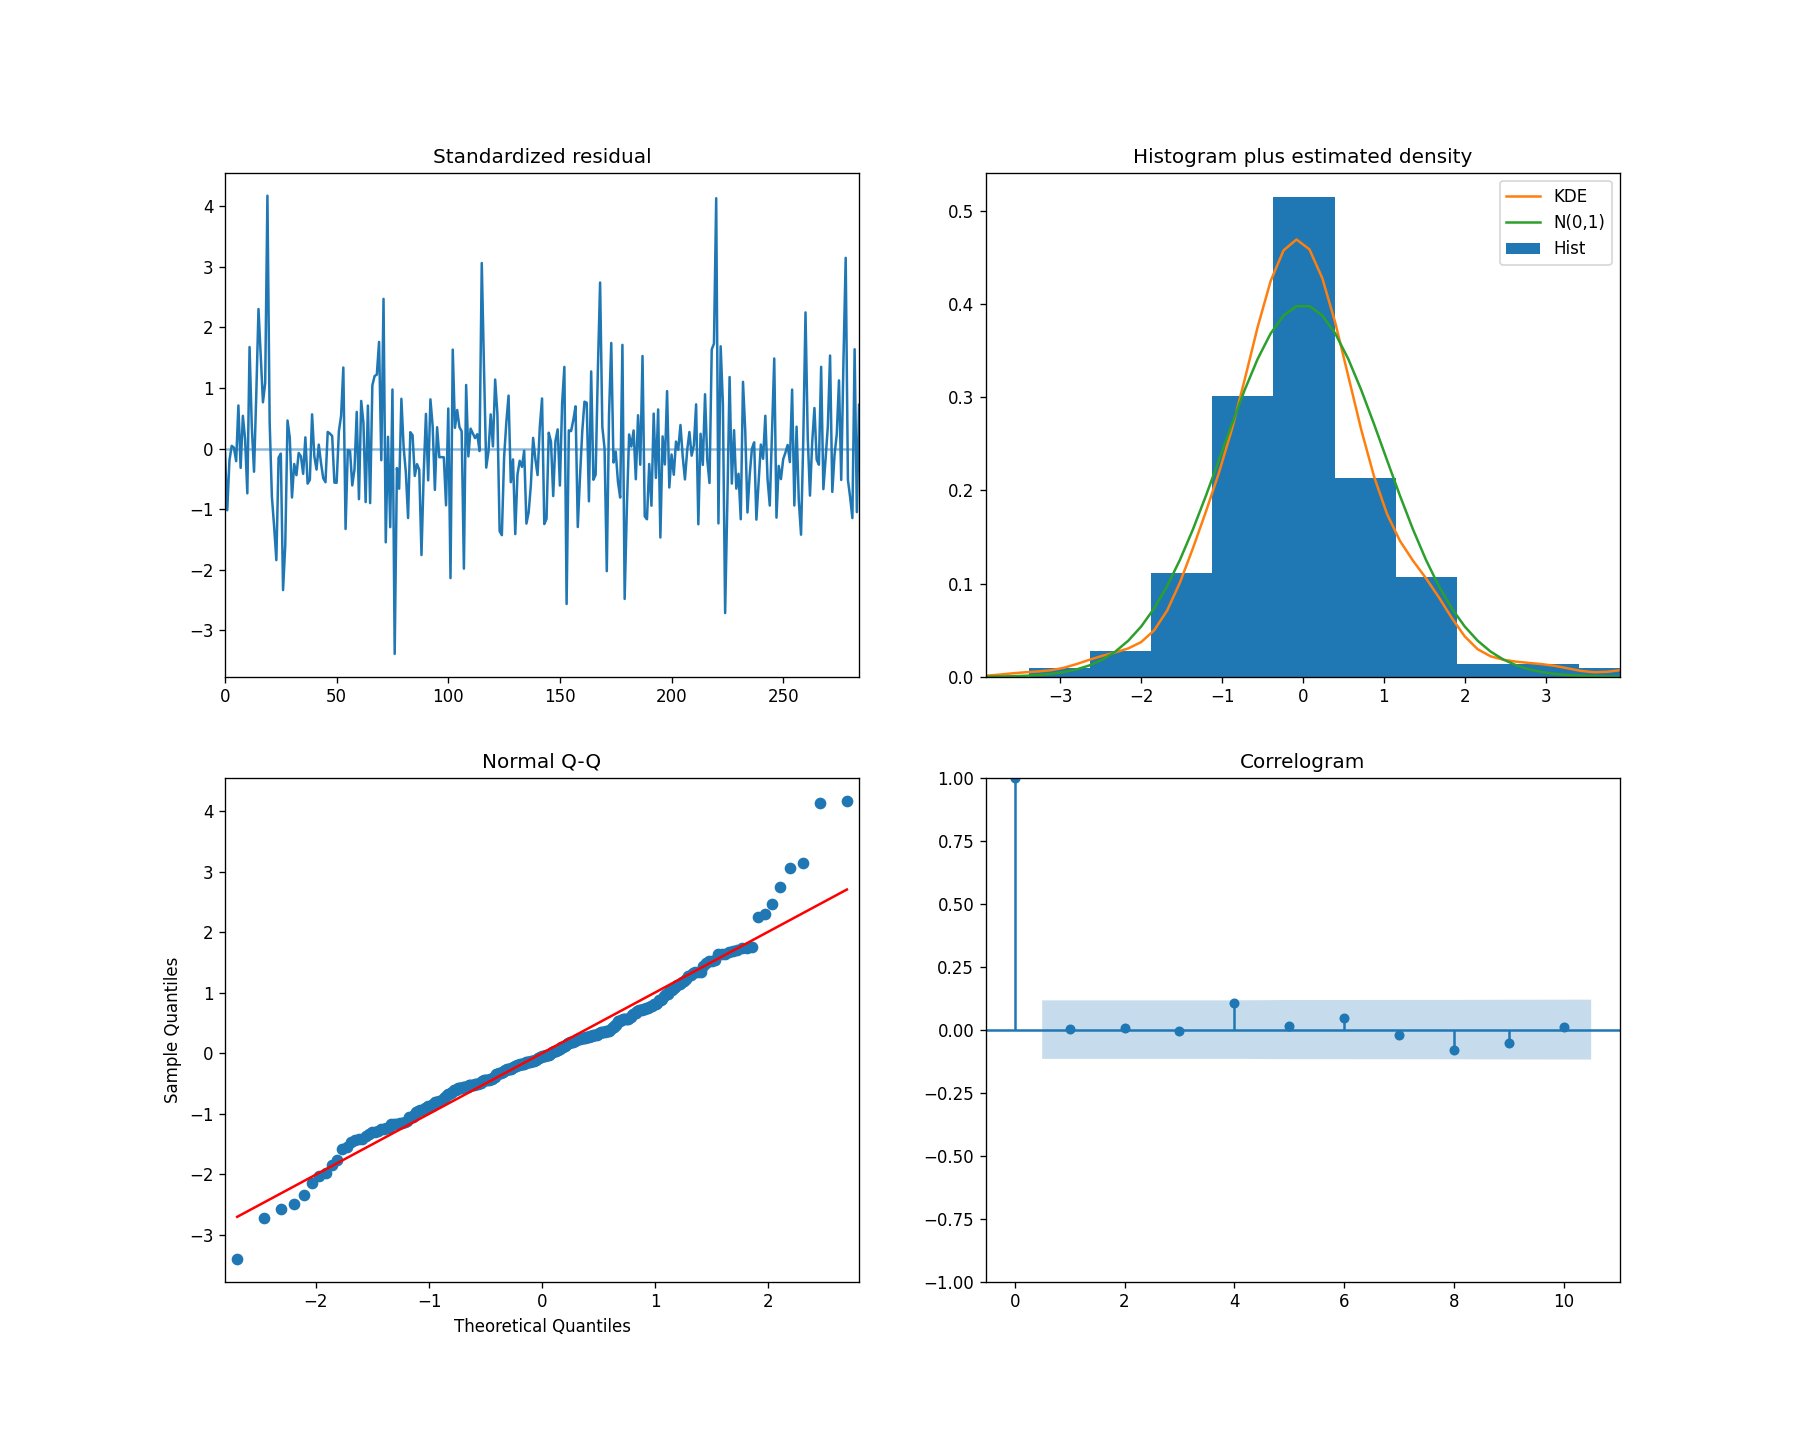 Standardized residual
4
3
2
1
0
−1
−2
−3
0 50 100 150 200 250
Histogram plus estimated density
KDE
N(0,1)
Hist
0.5
0.4
0.3
0.2
0.1
0.0
−3 −2 −1 0 1 2 3
Normal Q-Q
Sample Quantiles
4
3
2
1
0
−1
−2
−3
−2 −1 0 1 2
Theoretical Quantiles
Correlogram
1.00
0.75
0.50
0.25
0.00
−0.25
−0.50
−0.75
−1.00
0 2 4 6 8 10